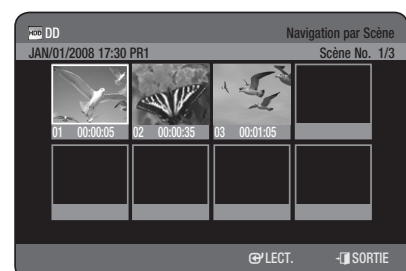 HDD DD Navigation par Scène
JAN/01/2008 17:30 PR1 Scène No. 1/3
01 00:00:05 02 00:00:35 03 00:01:05
LECT. SORTIE